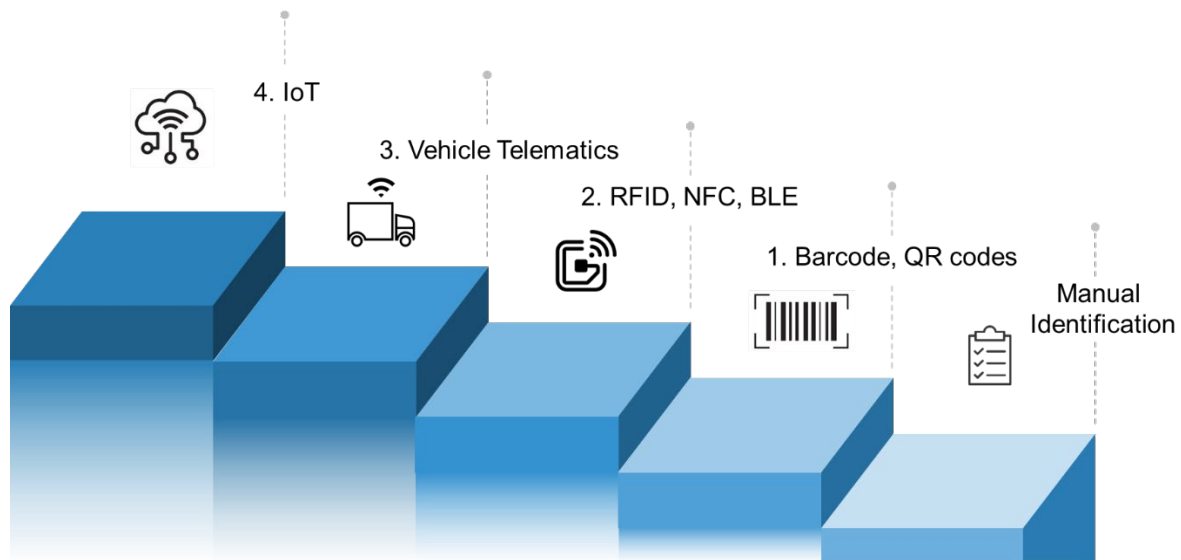 4. IoT
3. Vehicle Telematics
2. RFID, NFC, BLE
1. Barcode, QR codes
Manual
Identification